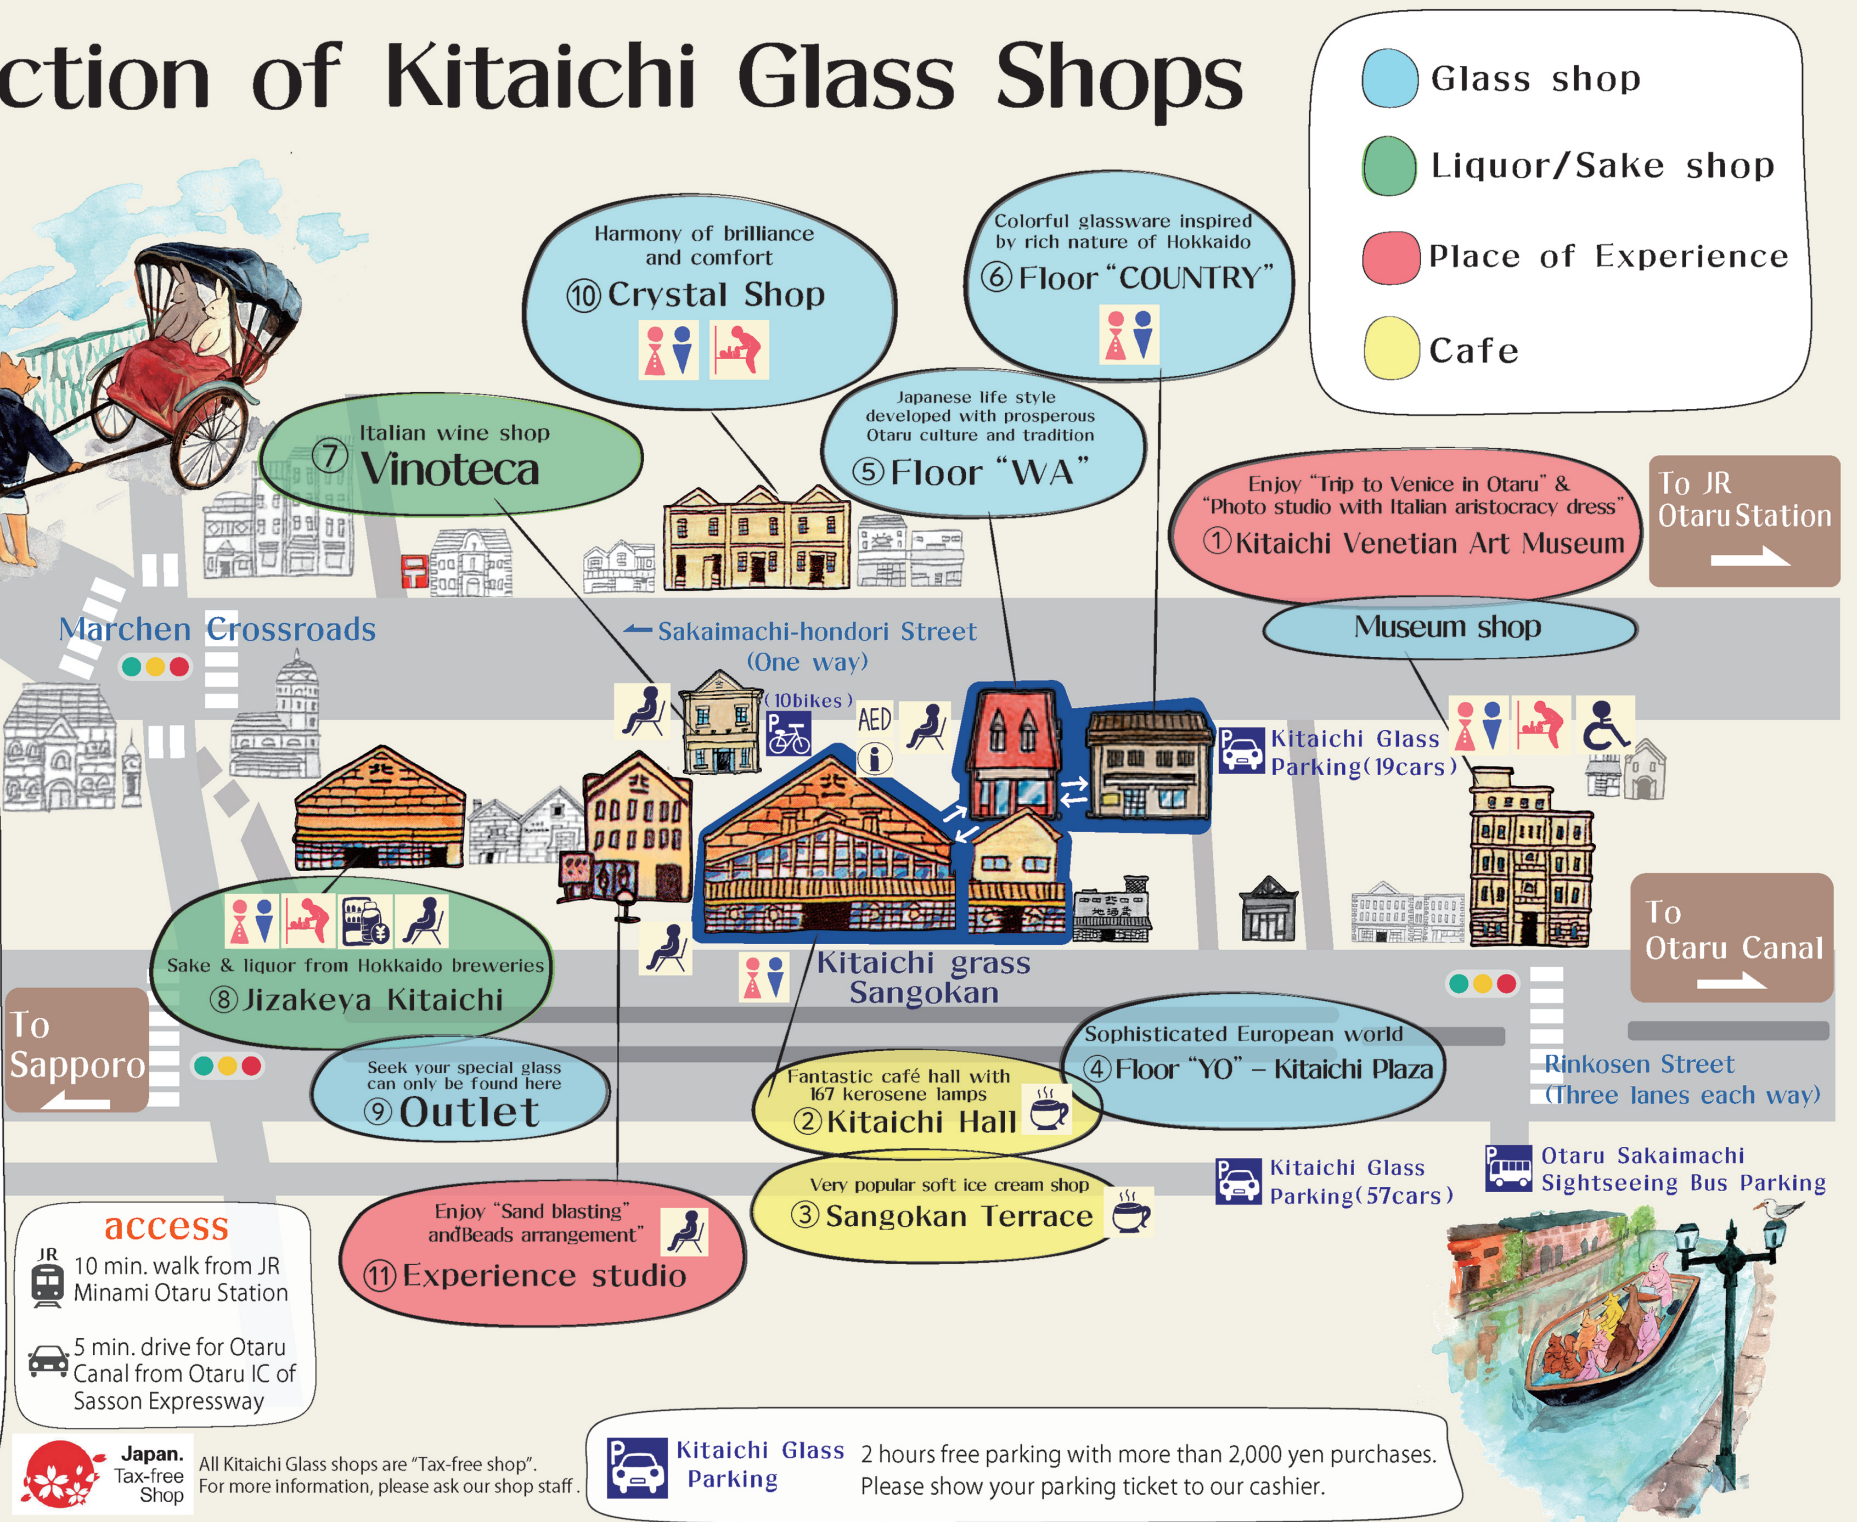 ction of Kitaichi Glass Shops
Glass shop
Liquor/Sake shop
Place of Experience
Cafe
Harmony of brilliance
and comfort
⑩ Crystal Shop
Colorful glassware inspired
by rich nature of Hokkaido
⑥ Floor “COUNTRY”
Italian wine shop
⑦ Vinoteca
Japanese life style
developed with prosperous
Otaru culture and tradition
⑤ Floor “WA”
Enjoy “Trip to Venice in Otaru” &
“Photo studio with Italian aristocracy dress”
① Kitaichi Venetian Art Museum
Museum shop
To JR
Otaru Station
Marchen Crossroads
← Sakaimachi-hondori Street
(One way)
(10bikes)
P
AED
i
P
Kitaichi Glass
Parking(19cars)
北
北
北
北一
地酒屋
Sake & liquor from Hokkaido breweries
⑧ Jizakeya Kitaichi
¥
Kitaichi grass
Sangokan
To
Otaru Canal
To
Sapporo
Seek your special glass
can only be found here
⑨ Outlet
Fantastic café hall with
167 kerosene lamps
② Kitaichi Hall
Sophisticated European world
④ Floor “YO” – Kitaichi Plaza
Rinkosen Street
(Three lanes each way)
Very popular soft ice cream shop
③ Sangokan Terrace
P
Kitaichi Glass
Parking(57cars)
P
Otaru Sakaimachi
Sightseeing Bus Parking
Enjoy “Sand blasting”
and“Beads arrangement”
⑪ Experience studio
access
JR
10 min. walk from JR
Minami Otaru Station
5 min. drive for Otaru
Canal from Otaru IC of
Sasson Expressway
Japan.
Tax-free
Shop
All Kitaichi Glass shops are “Tax-free shop”.
For more information, please ask our shop staff .
P
Kitaichi Glass
Parking
2 hours free parking with more than 2,000 yen purchases.
Please show your parking ticket to our cashier.